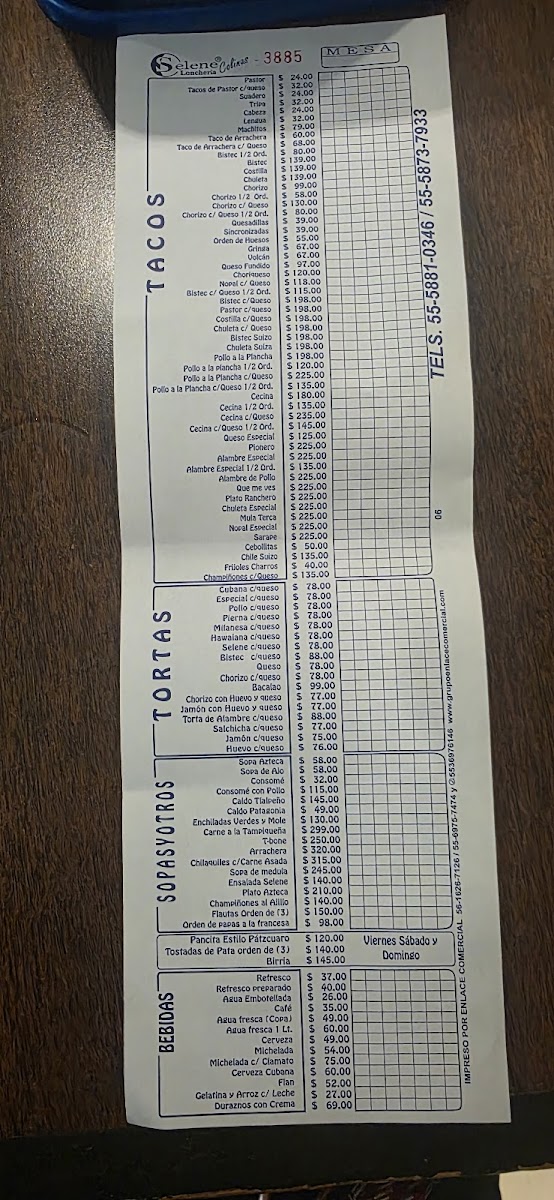 Selene® Colinas - 3885
Lonchería
MESA
TACOS
Pastor $ 24.00
Tacos de Pastor c/queso $ 32.00
Suadero $ 24.00
Tripa $ 32.00
Cabeza $ 24.00
Lengua $ 32.00
Machitos $ 79.00
Taco de Arrachera $ 60.00
Taco de Arrachera c/ Queso $ 68.00
Bistec 1/2 Ord. $ 80.00
Bistec $ 139.00
Costilla $ 139.00
Chuleta $ 139.00
Chorizo $ 99.00
Chorizo 1/2 Ord. $ 58.00
Chorizo c/ Queso $ 130.00
Chorizo c/ Queso 1/2 Ord. $ 80.00
Quesadillas $ 39.00
Sincronizadas $ 39.00
Orden de Huesos $ 55.00
Gringa $ 67.00
Volcán $ 67.00
Queso Fundido $ 97.00
Choriqueso $ 120.00
Nopal c/ Queso $ 118.00
Bistec c/ Queso 1/2 Ord. $ 115.00
Bistec c/Queso $ 198.00
Pastor c/queso $ 198.00
Costilla c/Queso $ 198.00
Chuleta c/ Queso $ 198.00
Bistec Suizo $ 198.00
Chuleta Suiza $ 198.00
Pollo a la Plancha $ 198.00
Pollo a la plancha 1/2 Ord. $ 120.00
Pollo a la Plancha c/Queso $ 225.00
Pollo a la Plancha c/Queso 1/2 Ord. $ 135.00
Cecina $ 180.00
Cecina 1/2 Ord. $ 135.00
Cecina c/Queso $ 235.00
Cecina c/Queso 1/2 Ord. $ 145.00
Queso Especial $ 125.00
Pionero $ 225.00
Alambre Especial $ 225.00
Alambre Especial 1/2 Ord. $ 135.00
Alambre de Pollo $ 225.00
Que me ves $ 225.00
Plato Ranchero $ 225.00
Chuleta Especial $ 225.00
Mula Terca $ 225.00
Nopal Especial $ 225.00
Sarape $ 225.00
Cebollitas $ 50.00
Chile Suizo $ 135.00
Frijoles Charros $ 40.00
Champiñones c/Queso $ 135.00
TELS. 55-5881-0346 / 55-5873-7933
06
TORTAS
Cubana c/queso $ 78.00
Especial c/queso $ 78.00
Pollo c/queso $ 78.00
Pierna c/queso $ 78.00
Milanesa c/queso $ 78.00
Hawaiana c/queso $ 78.00
Selene c/queso $ 78.00
Bistec c/queso $ 88.00
Queso $ 78.00
Chorizo c/queso $ 78.00
Bacalao $ 99.00
Chorizo con Huevo y queso $ 77.00
Jamón con Huevo y queso $ 77.00
Torta de Alambre c/queso $ 88.00
Salchicha c/queso $ 77.00
Jamón c/queso $ 75.00
Huevo c/queso $ 76.00
SOPAS Y OTROS
Sopa Azteca $ 58.00
Sopa de Ajo $ 58.00
Consomé $ 32.00
Consomé con Pollo $ 115.00
Caldo Tlalpeño $ 145.00
Caldo Patagonia $ 49.00
Enchiladas Verdes y Mole $ 130.00
Carne a la Tampiqueña $ 299.00
T-bone $ 250.00
Arrachera $ 320.00
Chilaquiles c/Carne Asada $ 315.00
Sopa de medula $ 245.00
Ensalada Selene $ 140.00
Plato Azteca $ 210.00
Champiñones al Ajillo $ 140.00
Flautas Orden de (3) $ 150.00
Orden de papas a la francesa $ 98.00
Pancita Estilo Pátzcuaro $ 120.00
Tostadas de Pata orden de (3) $ 140.00
Birria $ 145.00
Viernes Sábado y
Domingo
BEBIDAS
Refresco $ 37.00
Refresco preparado $ 40.00
Agua Embotellada $ 26.00
Café $ 35.00
Agua fresca (Copa) $ 49.00
Agua fresca 1 Lt. $ 60.00
Cerveza $ 49.00
Michelada $ 54.00
Michelada c/ Clamato $ 75.00
Cerveza Cubana $ 60.00
Flan $ 52.00
Gelatina y Arroz c/ Leche $ 27.00
Duraznos con Crema $ 69.00
IMPRESO POR ENLACE COMERCIAL 56-1626-7126 / 55-6975-7474 y 5536976146 www.grupoenlacecomercial.com